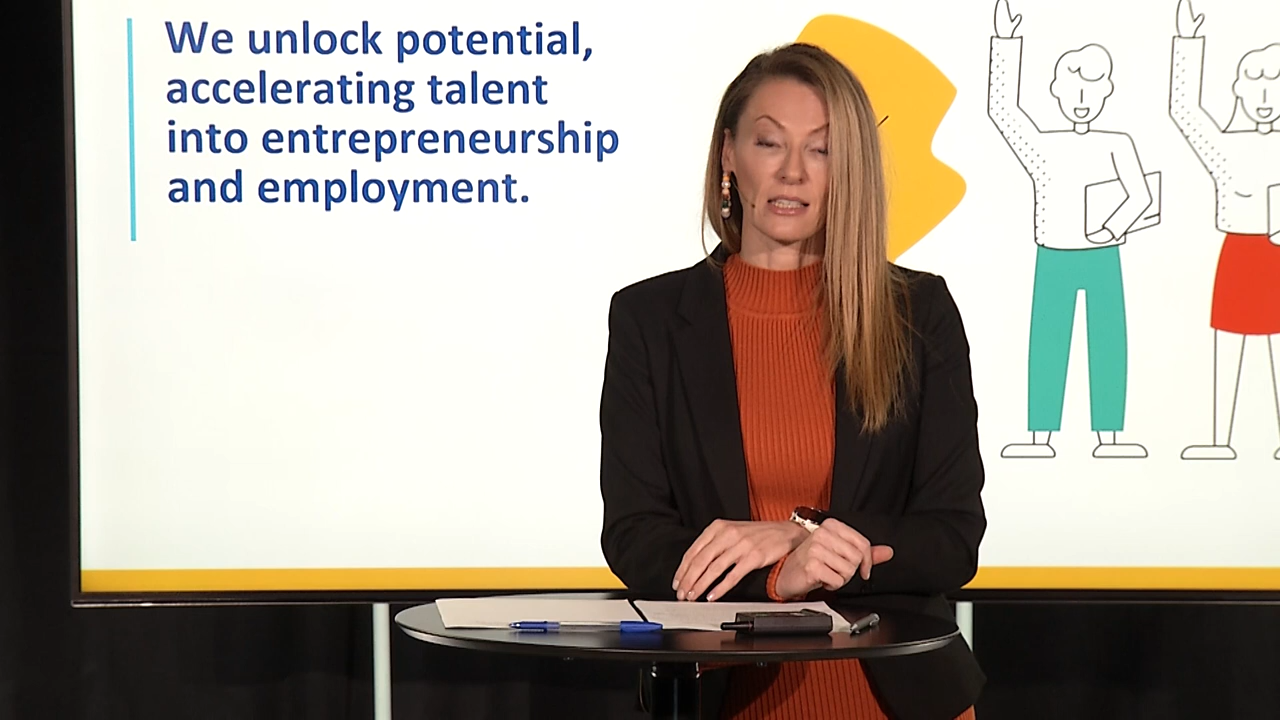 We unlock potential,
accelerating talent
into entrepreneurship
and employment.